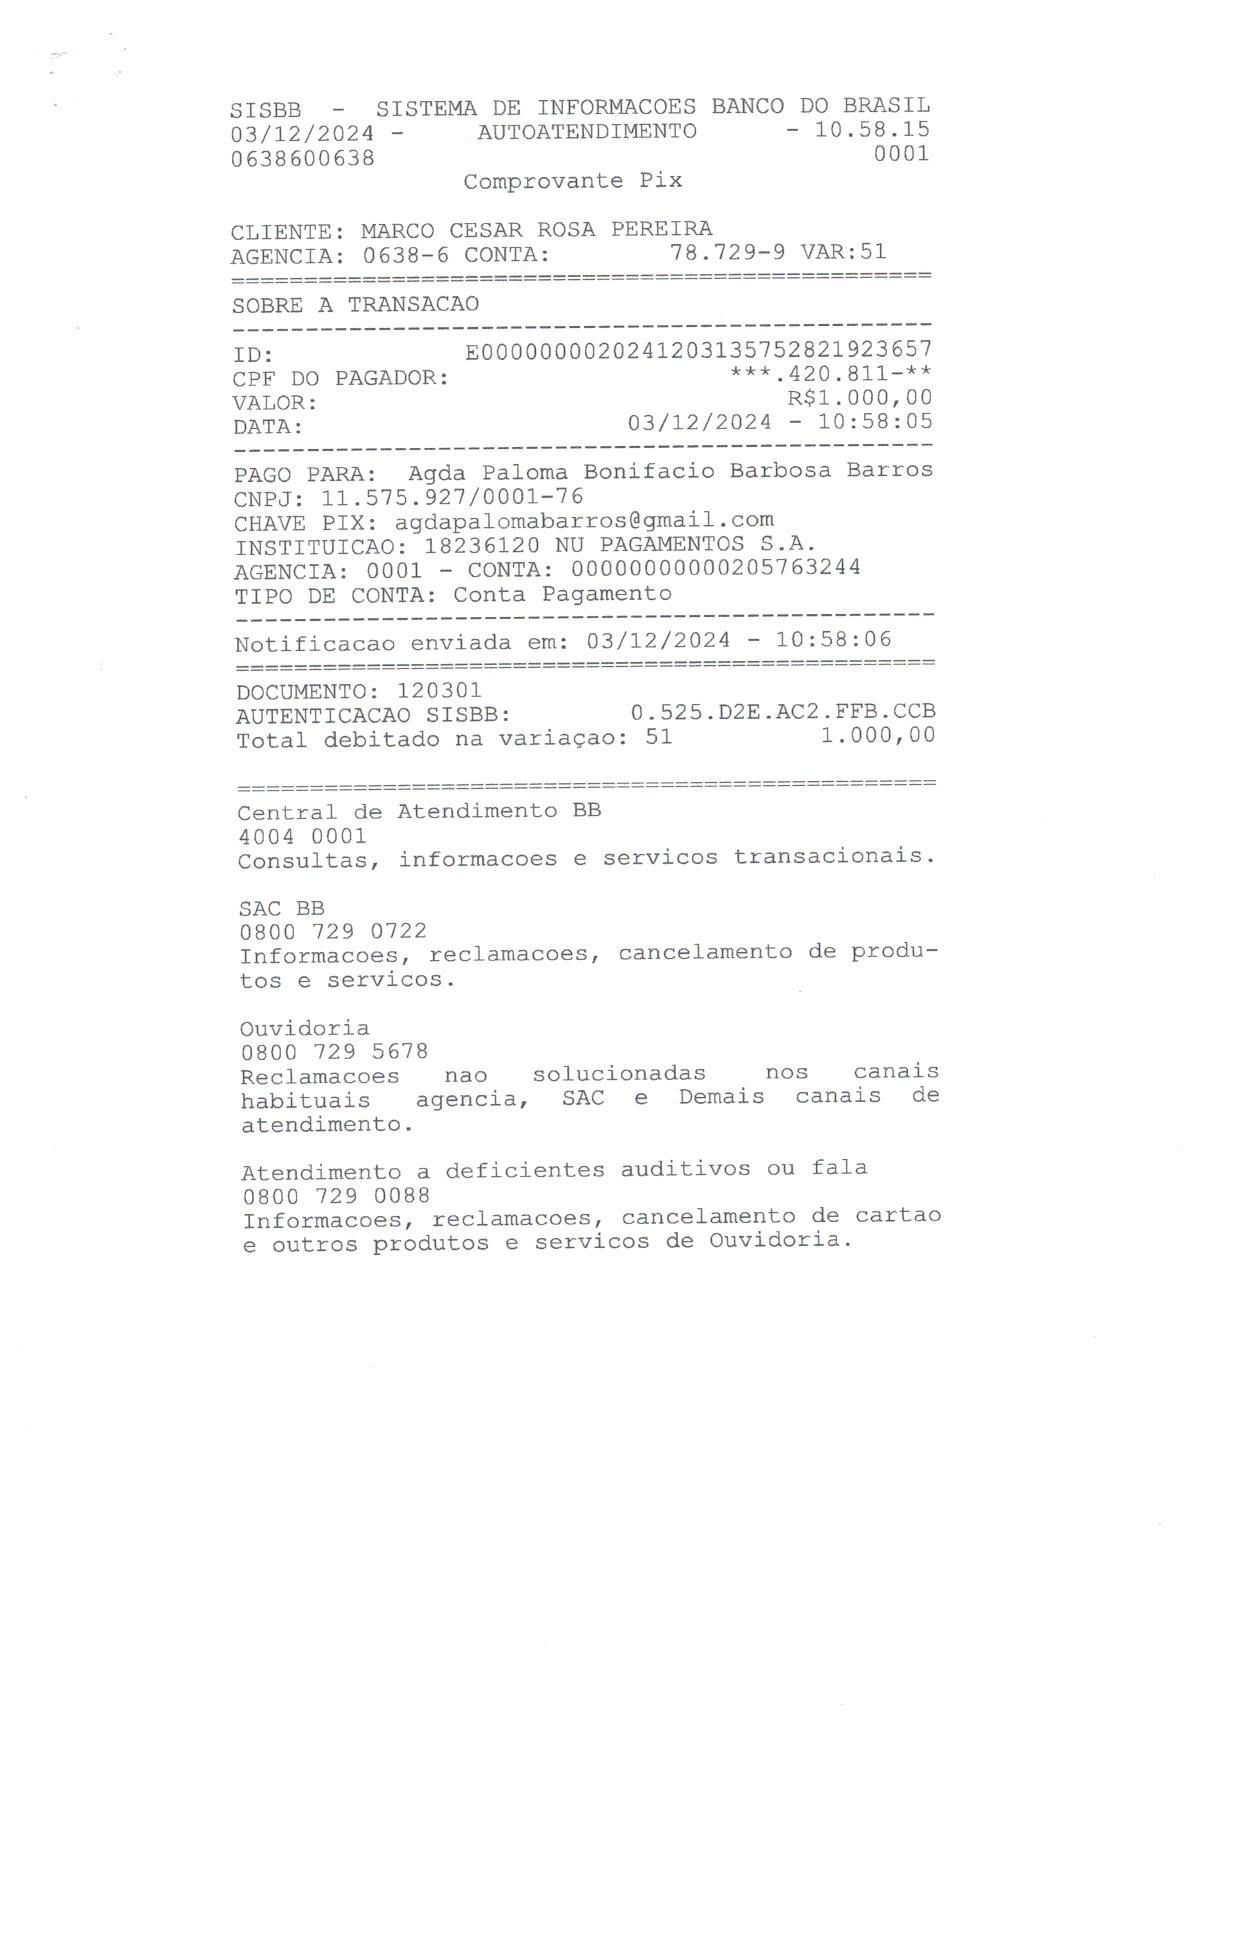 SISBB - SISTEMA DE INFORMACOES BANCO DO BRASIL
03/12/2024 - AUTOATENDIMENTO - 10.58.15
0638600638 0001
Comprovante Pix
CLIENTE: MARCO CESAR ROSA PEREIRA
AGENCIA: 0638-6 CONTA: 78.729-9 VAR:51
================================================
SOBRE A TRANSACAO
------------------------------------------------
ID: E00000000202412031357528219236​57
CPF DO PAGADOR: ***.420.811-**
VALOR: R$1.000,00
DATA: 03/12/2024 - 10:58:05
------------------------------------------------
PAGO PARA: Agda Paloma Bonifacio Barbosa Barros
CNPJ: 11.575.927/0001-76
CHAVE PIX: agdapalomabarros@gmail.com
INSTITUICAO: 18236120 NU PAGAMENTOS S.A.
AGENCIA: 0001 - CONTA: 00000000000205763244
TIPO DE CONTA: Conta Pagamento
------------------------------------------------
Notificacao enviada em: 03/12/2024 - 10:58:06
================================================
DOCUMENTO: 120301
AUTENTICACAO SISBB: 0.525.D2E.AC2.FFB.CCB
Total debitado na variaçao: 51 1.000,00
================================================
Central de Atendimento BB
4004 0001
Consultas, informacoes e servicos transacionais.
SAC BB
0800 729 0722
Informacoes, reclamacoes, cancelamento de produ-
tos e servicos.
Ouvidoria
0800 729 5678
Reclamacoes nao solucionadas nos canais
habituais agencia, SAC e Demais canais de
atendimento.
Atendimento a deficientes auditivos ou fala
0800 729 0088
Informacoes, reclamacoes, cancelamento de cartao
e outros produtos e servicos de Ouvidoria.